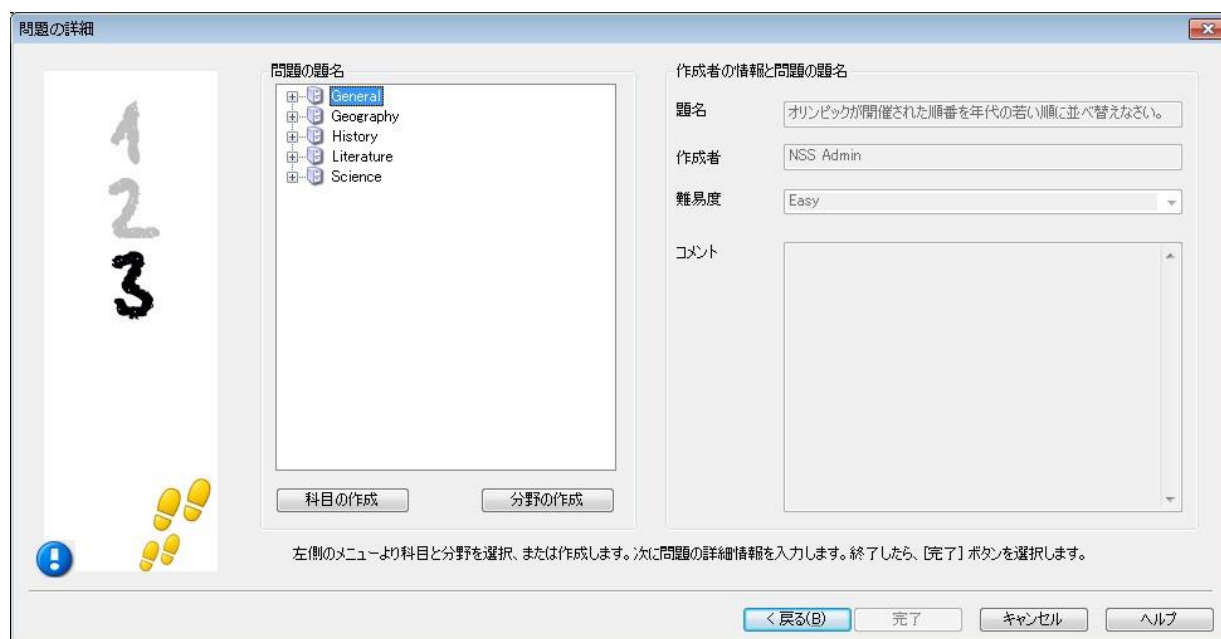 問題の詳細
1
2
3
問題の題名
General
Geography
History
Literature
Science
科目の作成
分野の作成
作成者の情報と問題の題名
題名
オリンピックが開催された順番を年代の若い順に並べ替えなさい。
作成者
NSS Admin
難易度
Easy
コメント
左側のメニューより科目と分野を選択、または作成します。次に問題の詳細情報を入力します。終了したら、[完了] ボタンを選択します。
< 戻る(B)
完了
キャンセル
ヘルプ